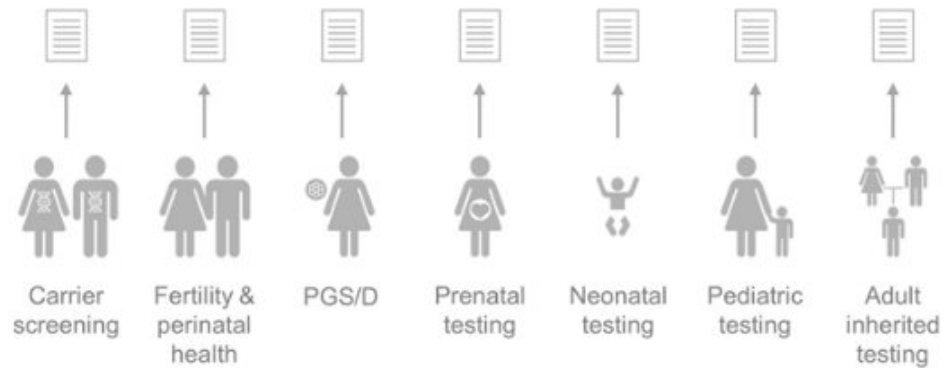 Carrier
screening
Fertility &
perinatal
health
PGS/D
Prenatal
testing
Neonatal
testing
Pediatric
testing
Adult
inherited
testing